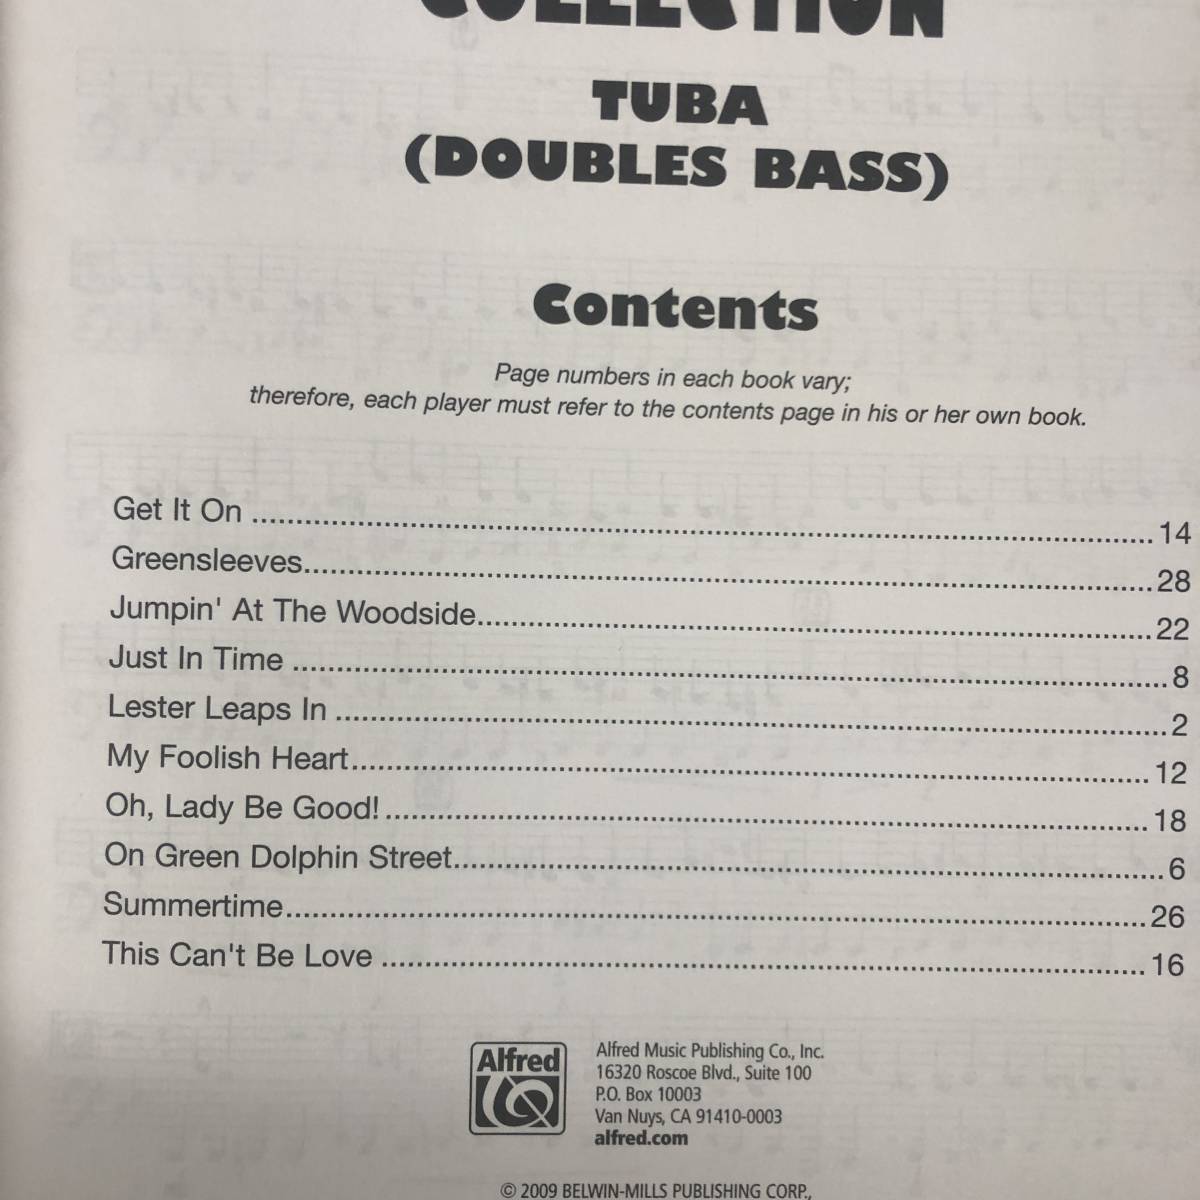 COLLECTION
TUBA
(DOUBLES BASS)
Contents
Page numbers in each book vary;
therefore, each player must refer to the contents page in his or her own book.
Get It On ........ 14
Greensleeves........ 28
Jumpin' At The Woodside........ 22
Just In Time ........ 8
Lester Leaps In ........ 2
My Foolish Heart........ 12
Oh, Lady Be Good! ........ 18
On Green Dolphin Street........ 6
Summertime........ 26
This Can't Be Love ........ 16
Alfred
Alfred Music Publishing Co., Inc.
16320 Roscoe Blvd., Suite 100
P.O. Box 10003
Van Nuys, CA 91410-0003
alfred.com
© 2009 BELWIN-MILLS PUBLISHING CORP.,